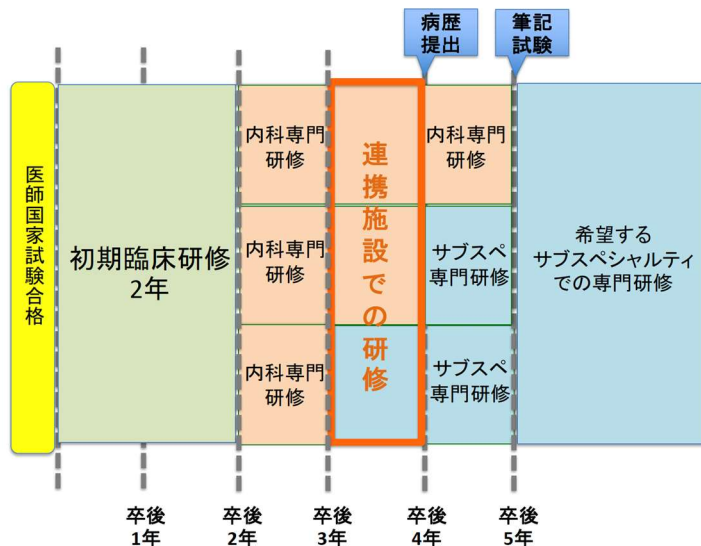 病歴
提出
筆記
試験
医師国家試験合格
初期臨床研修
2年
内科専門
研修
内科専門
研修
内科専門
研修
連携施設での研修
内科専門
研修
サブスペ
専門研修
サブスペ
専門研修
希望する
サブスペシャルティ
での専門研修
卒後
1年
卒後
2年
卒後
3年
卒後
4年
卒後
5年